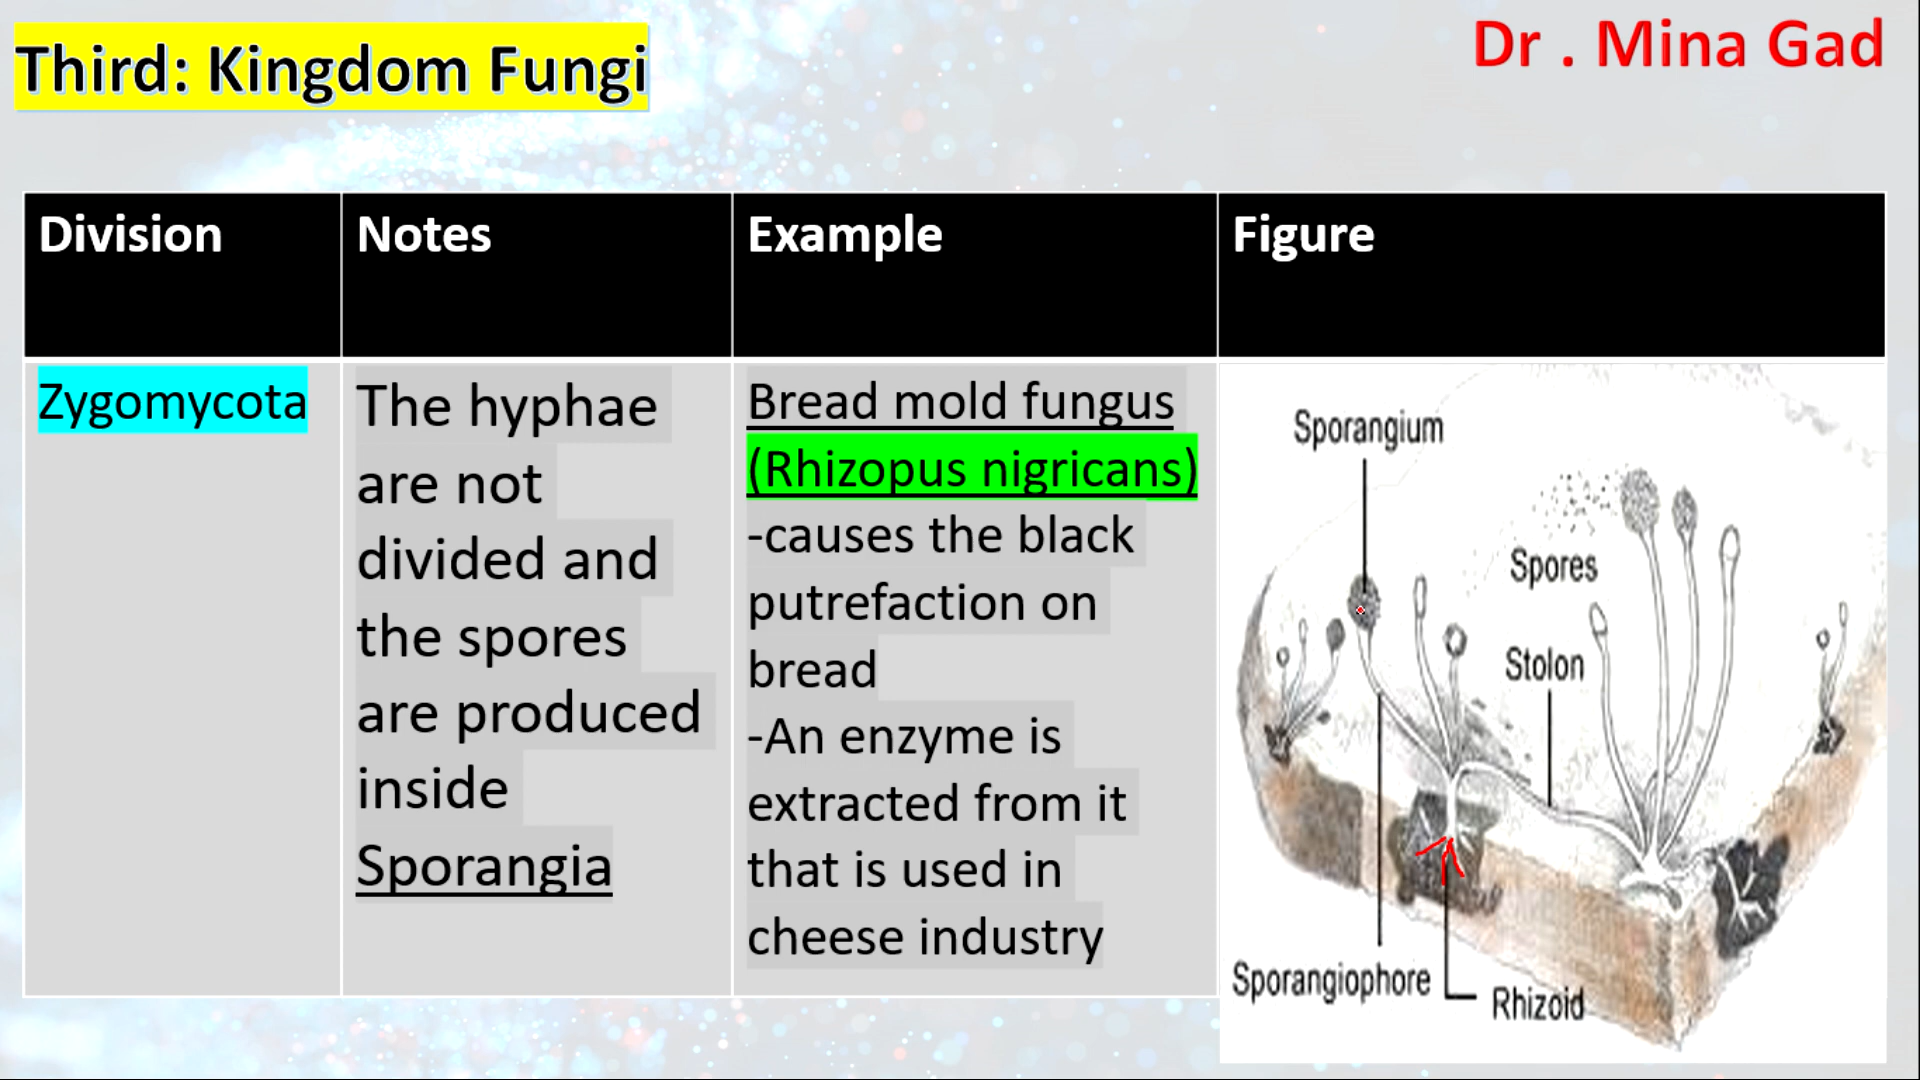 Third: Kingdom Fungi
Dr . Mina Gad
Division
Notes
Example
Figure
Zygomycota
The hyphae
are not
divided and
the spores
are produced
inside
Sporangia
Bread mold fungus
(Rhizopus nigricans)
-causes the black
putrefaction on
bread
-An enzyme is
extracted from it
that is used in
cheese industry
Sporangium
Spores
Stolon
Sporangiophore
Rhizoid